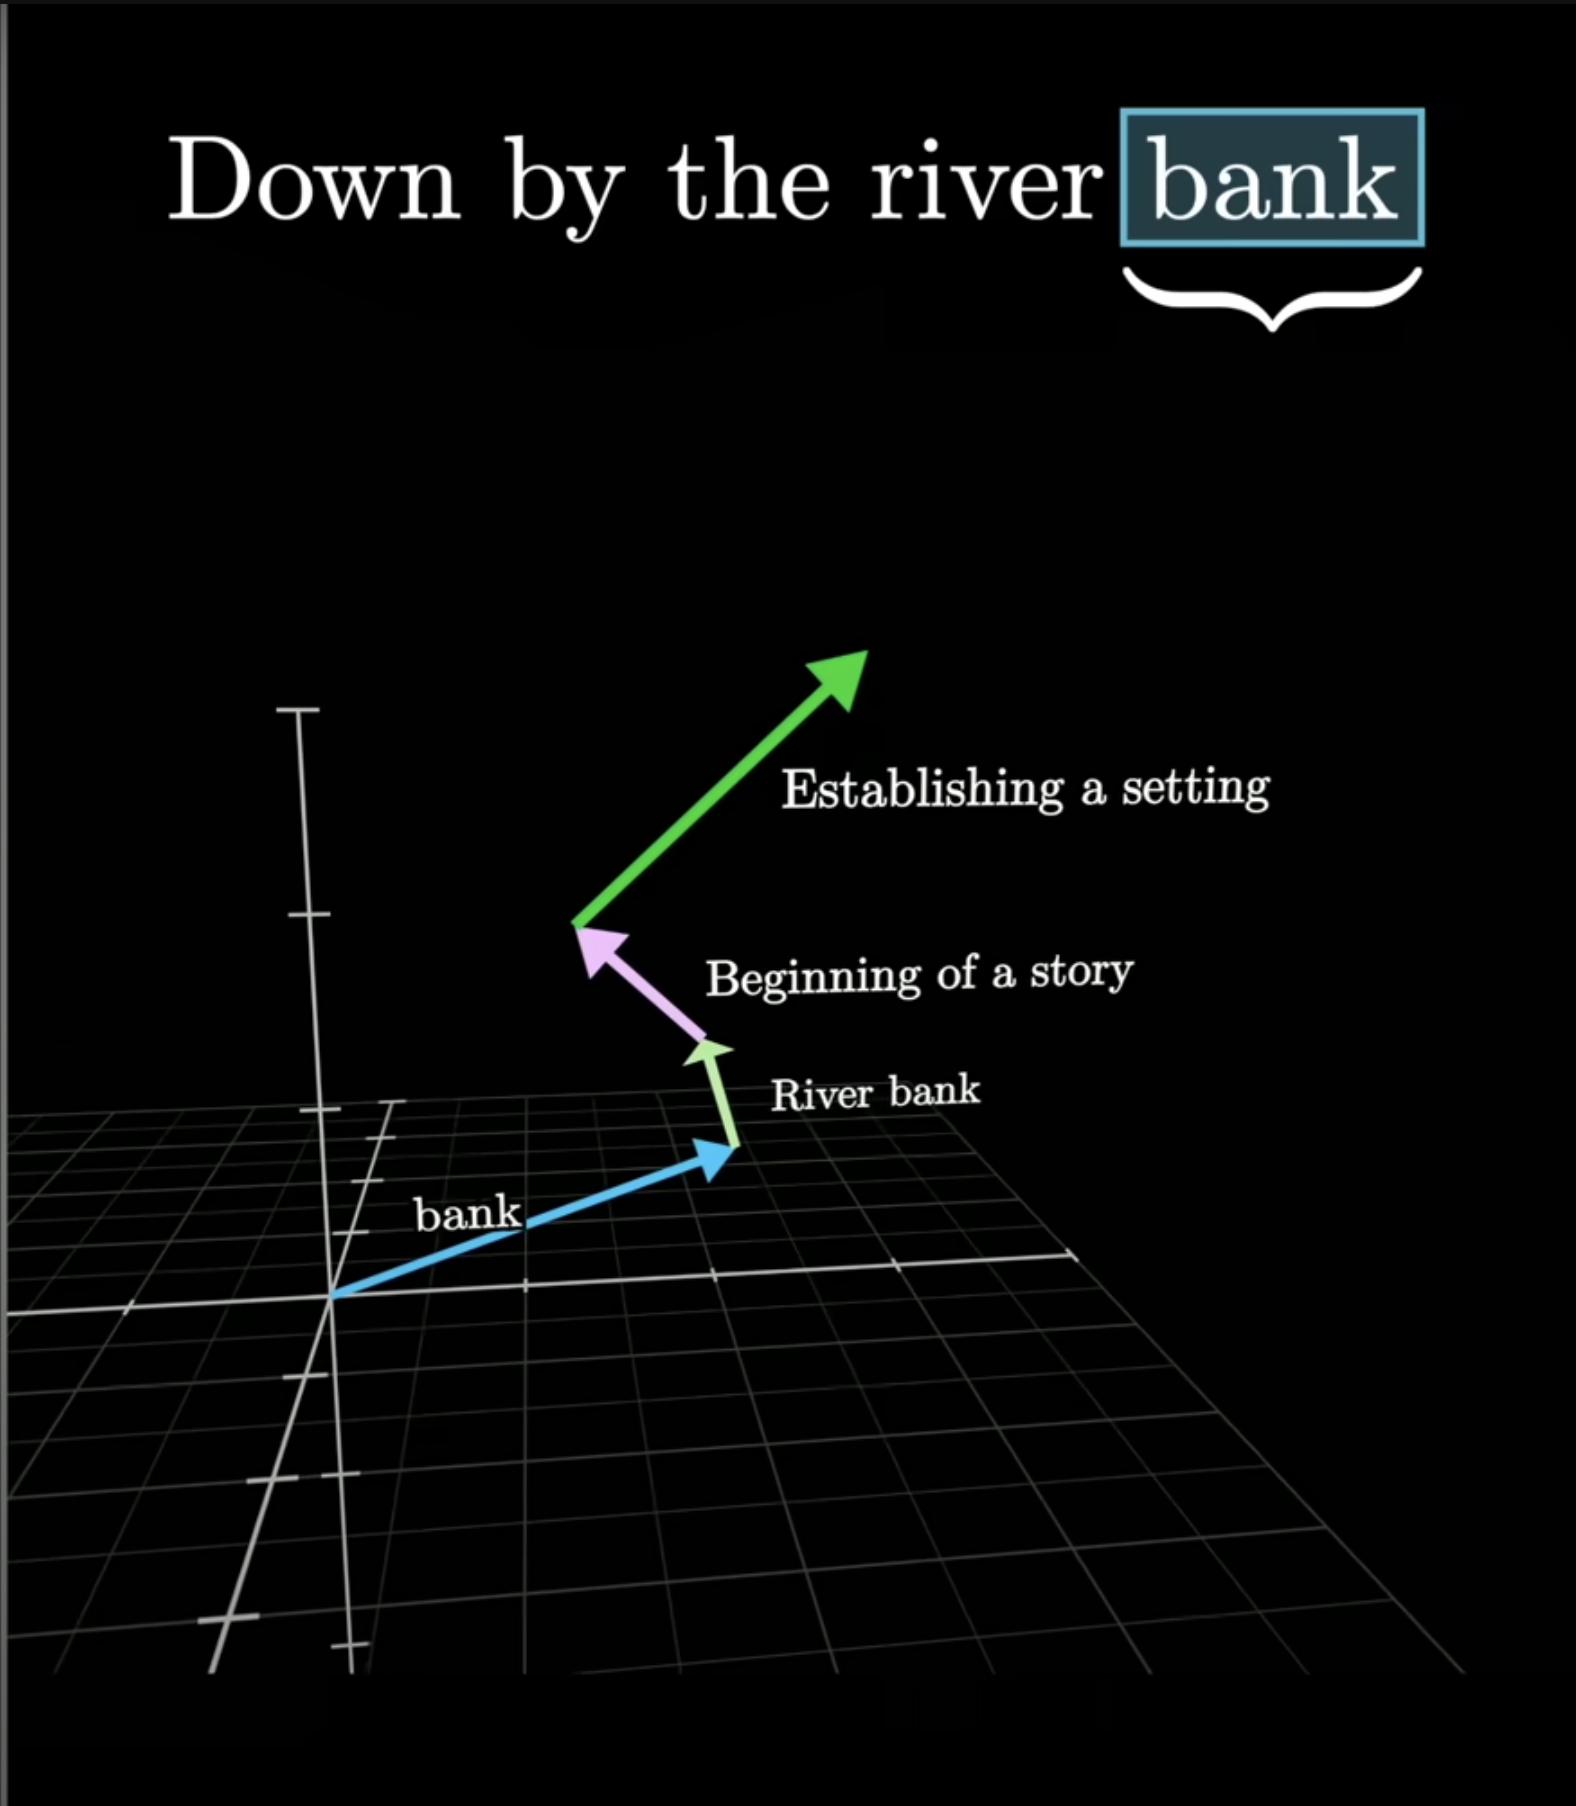 Down by the river bank
Establishing a setting
Beginning of a story
River bank
bank